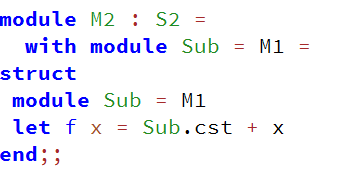 module M2 : S2 =
with module Sub = M1 =
struct
module Sub = M1
let f x = Sub.cst + x
end;;